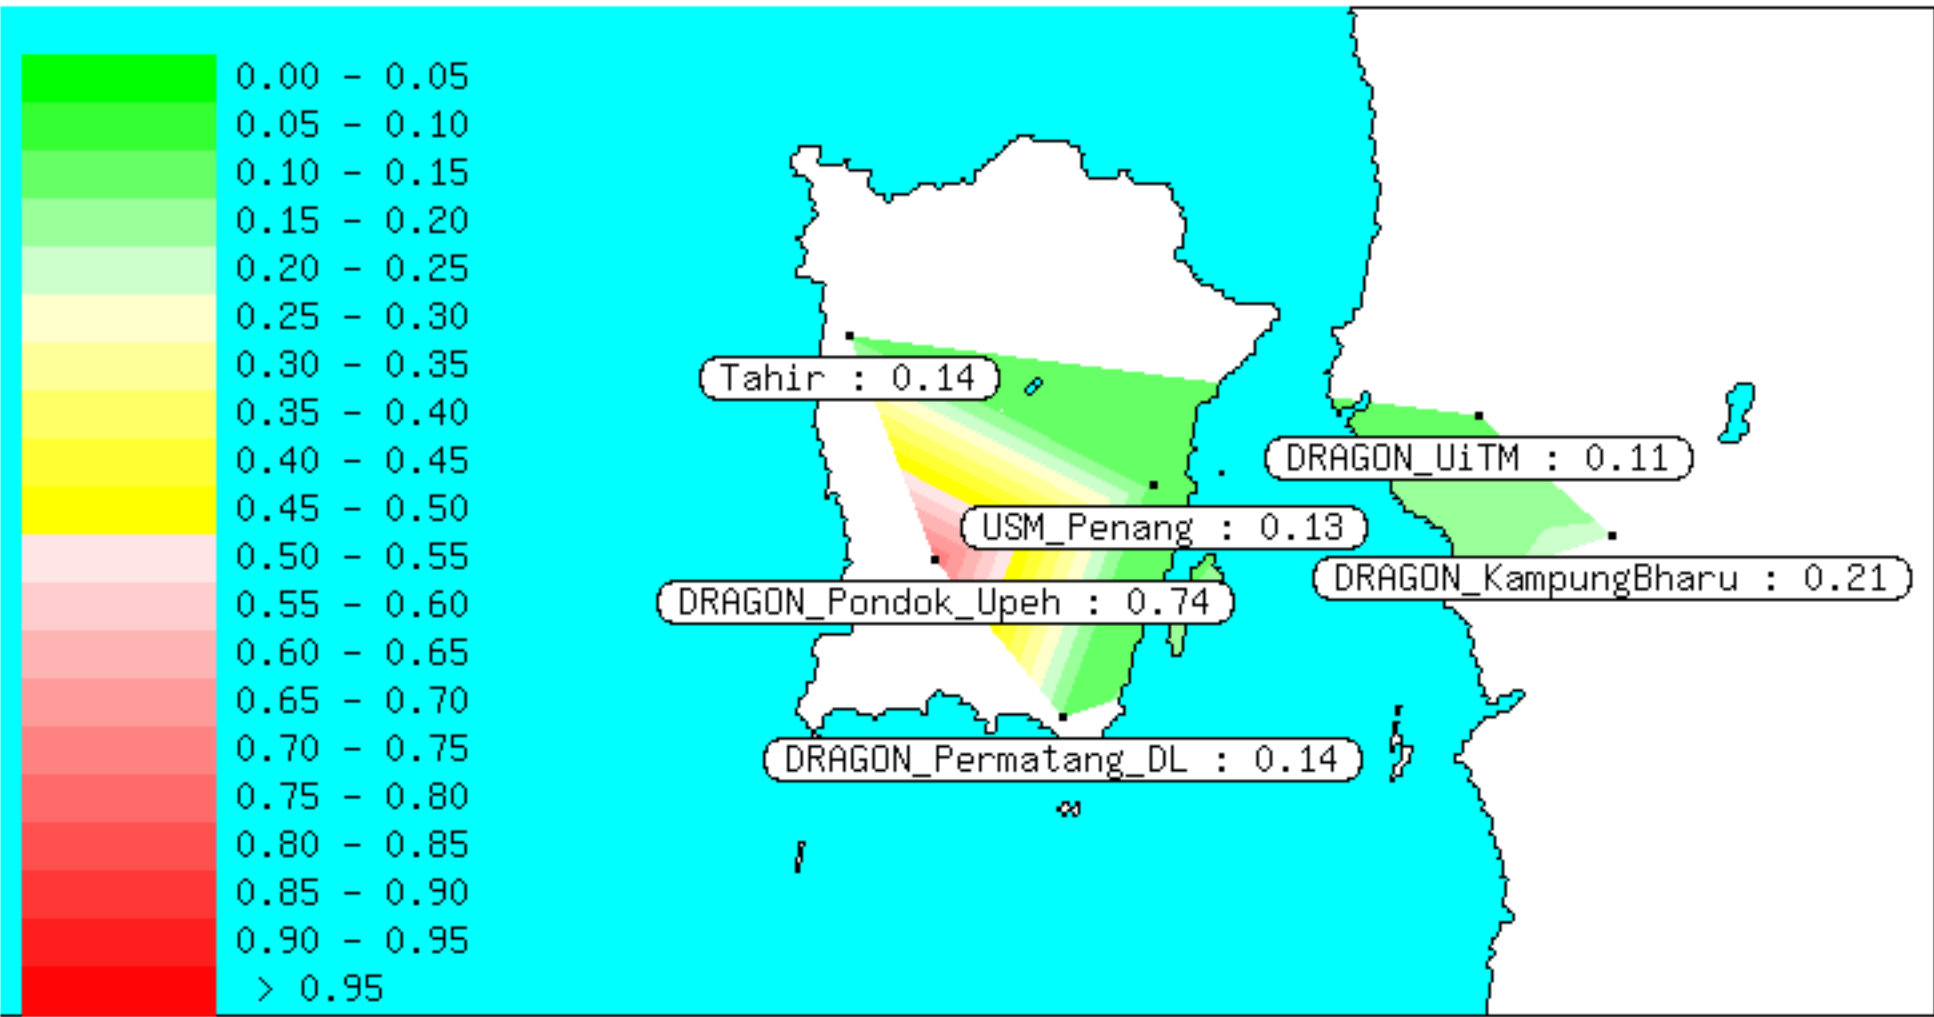 0.00 - 0.05
0.05 - 0.10
0.10 - 0.15
0.15 - 0.20
0.20 - 0.25
0.25 - 0.30
0.30 - 0.35
0.35 - 0.40
0.40 - 0.45
0.45 - 0.50
0.50 - 0.55
0.55 - 0.60
0.60 - 0.65
0.65 - 0.70
0.70 - 0.75
0.75 - 0.80
0.80 - 0.85
0.85 - 0.90
0.90 - 0.95
> 0.95
Tahir : 0.14
DRAGON_UiTM : 0.11
USM_Penang : 0.13
DRAGON_KampungBharu : 0.21
DRAGON_Pondok_Upeh : 0.74
DRAGON_Permatang_DL : 0.14